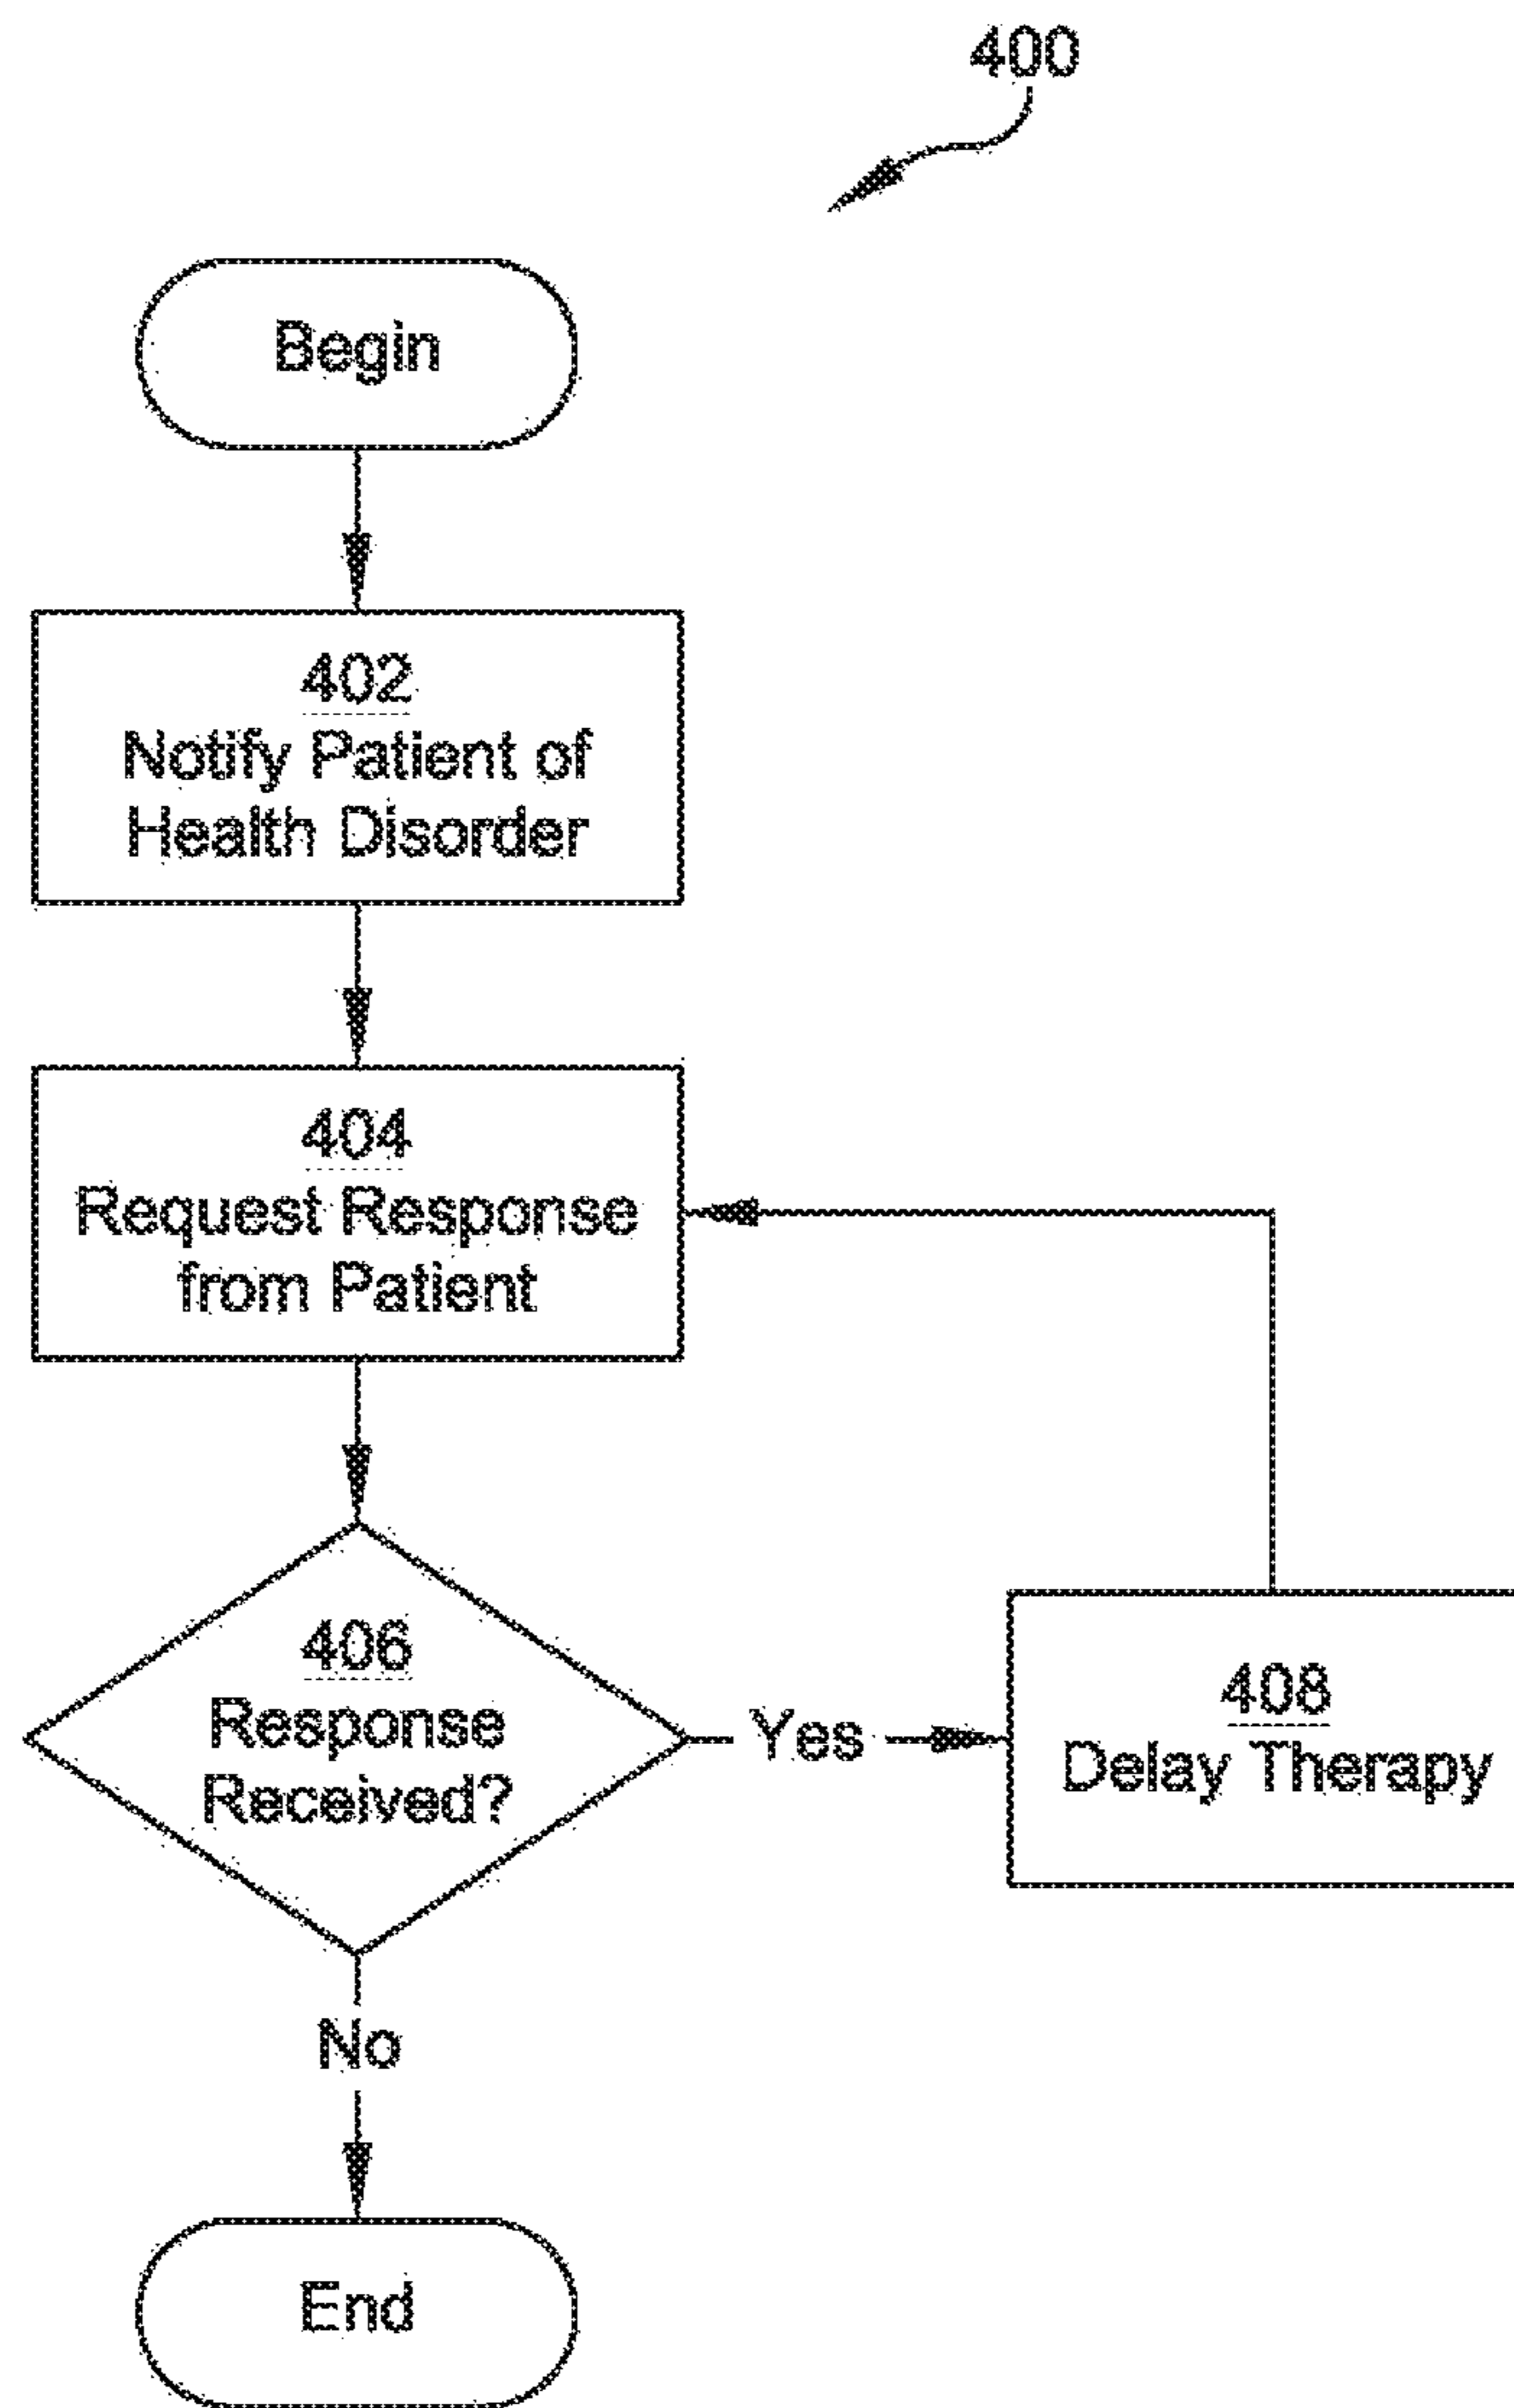 400
Begin
402
Notify Patient of
Health Disorder
404
Request Response
from Patient
406
Response
Received?
Yes
408
Delay Therapy
No
End